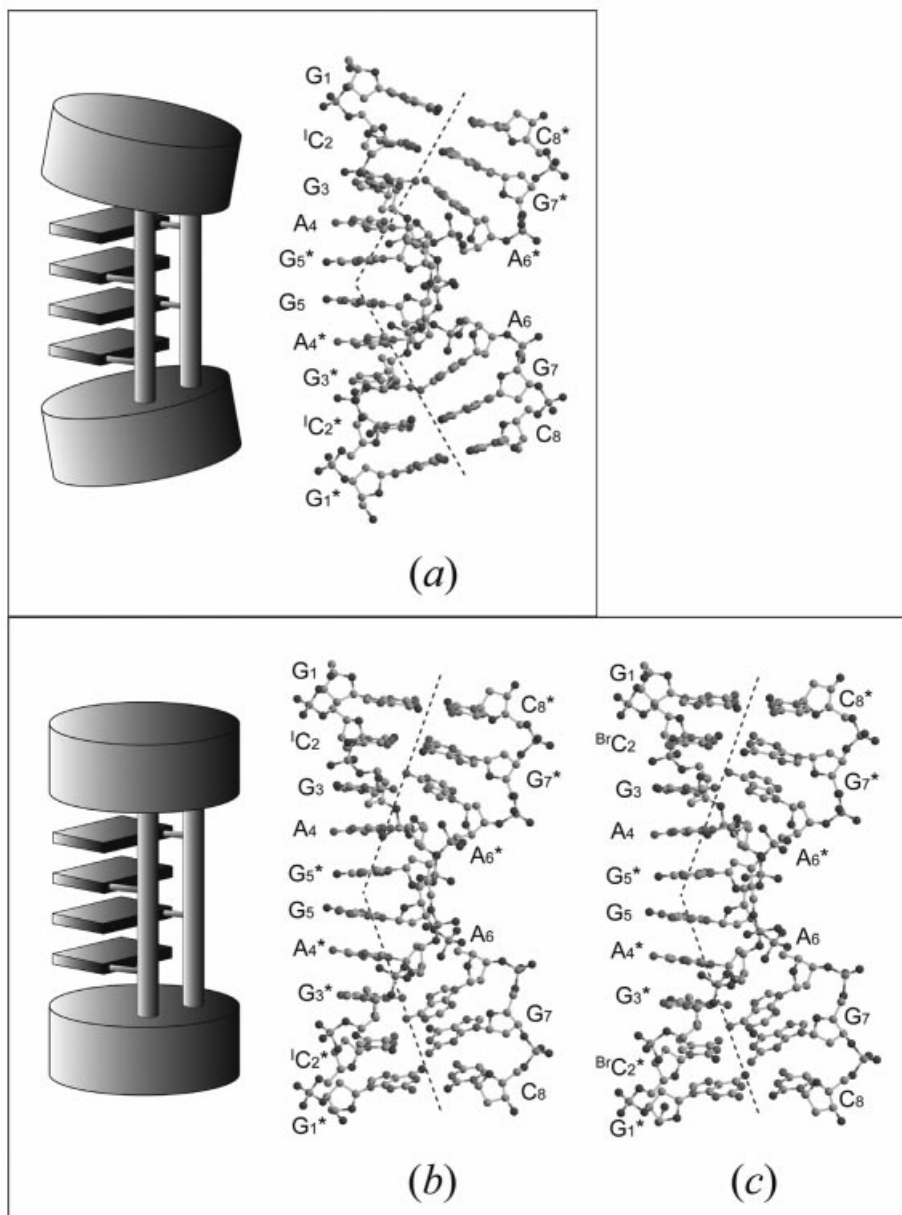 G1
IC2
G3
A4
G5*
G5
A4*
G3*
IC2*
G1*
C8*
G7*
A6*
A6
G7
C8
(a)
G1
IC2
G3
A4
G5*
G5
A4*
G3*
IC2*
G1*
C8*
G7*
A6*
A6
G7
C8
(b)
G1
BrC2
G3
A4
G5*
G5
A4*
G3*
BrC2*
G1*
C8*
G7*
A6*
A6
G7
C8
(c)